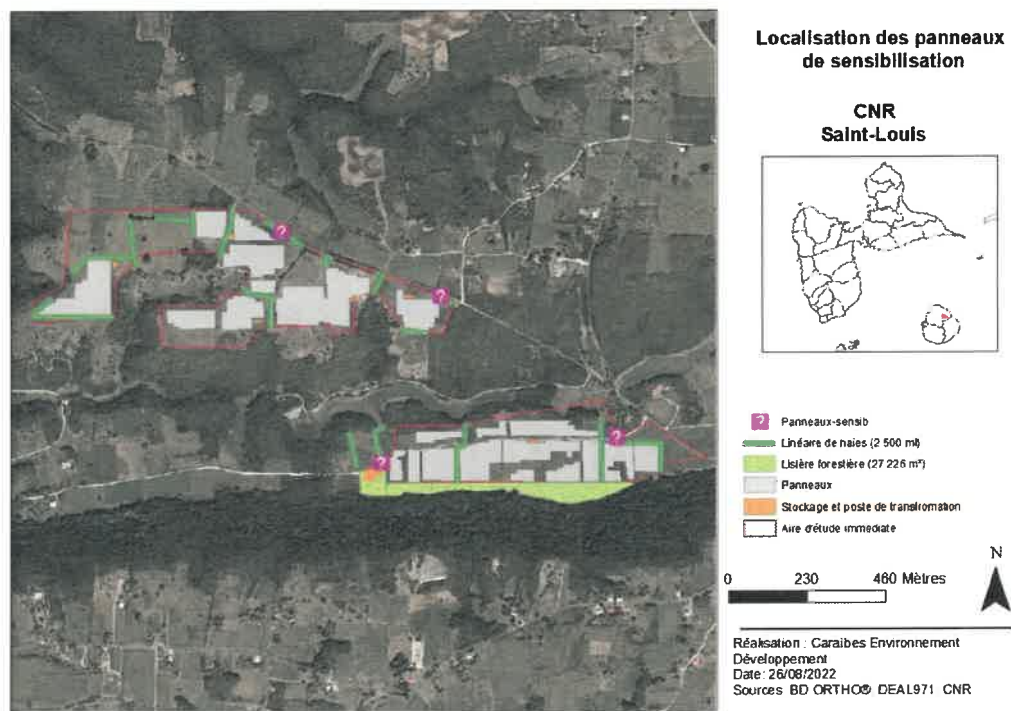 Localisation des panneaux
de sensibilisation
CNR
Saint-Louis
? Panneaux-sensib
Linéaire de haies (2 500 ml)
Lisière forestière (27 226 m²)
Panneaux
Stockage et poste de transfromation
Aire d'étude immédiate
N
0 230 460 Mètres
Réalisation : Caraibes Environnement
Développement
Date: 26/08/2022
Sources BD ORTHO® DEAL971 CNR
?
?
?
?